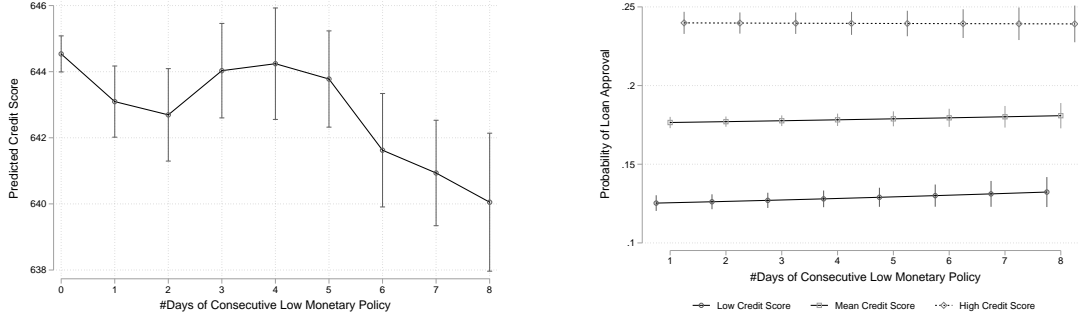 646
644
642
640
638
Predicted Credit Score
0 1 2 3 4 5 6 7 8
#Days of Consecutive Low Monetary Policy
.25
.2
.15
.1
Probability of Loan Approval
1 2 3 4 5 6 7 8
#Days of Consecutive Low Monetary Policy
Low Credit Score Mean Credit Score High Credit Score